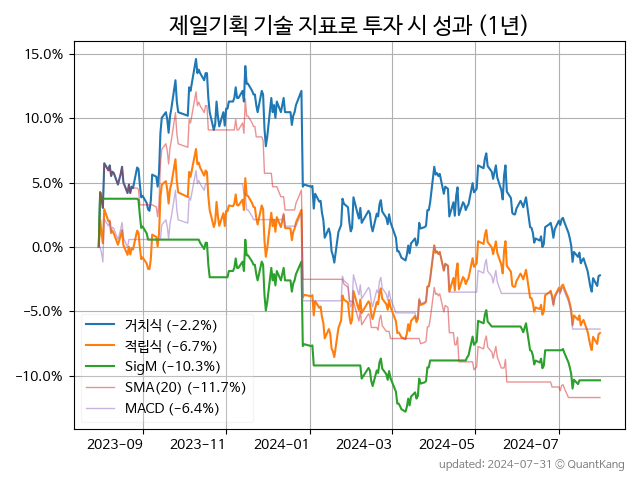 제일기획 기술 지표로 투자 시 성과 (1년)
15.0%
10.0%
5.0%
0.0%
−5.0%
−10.0%
거치식 (−2.2%)
적립식 (−6.7%)
SigM (−10.3%)
SMA(20) (−11.7%)
MACD (−6.4%)
2023−09 2023−11 2024−01 2024−03 2024−05 2024−07
updated: 2024−07−31 © QuantKang